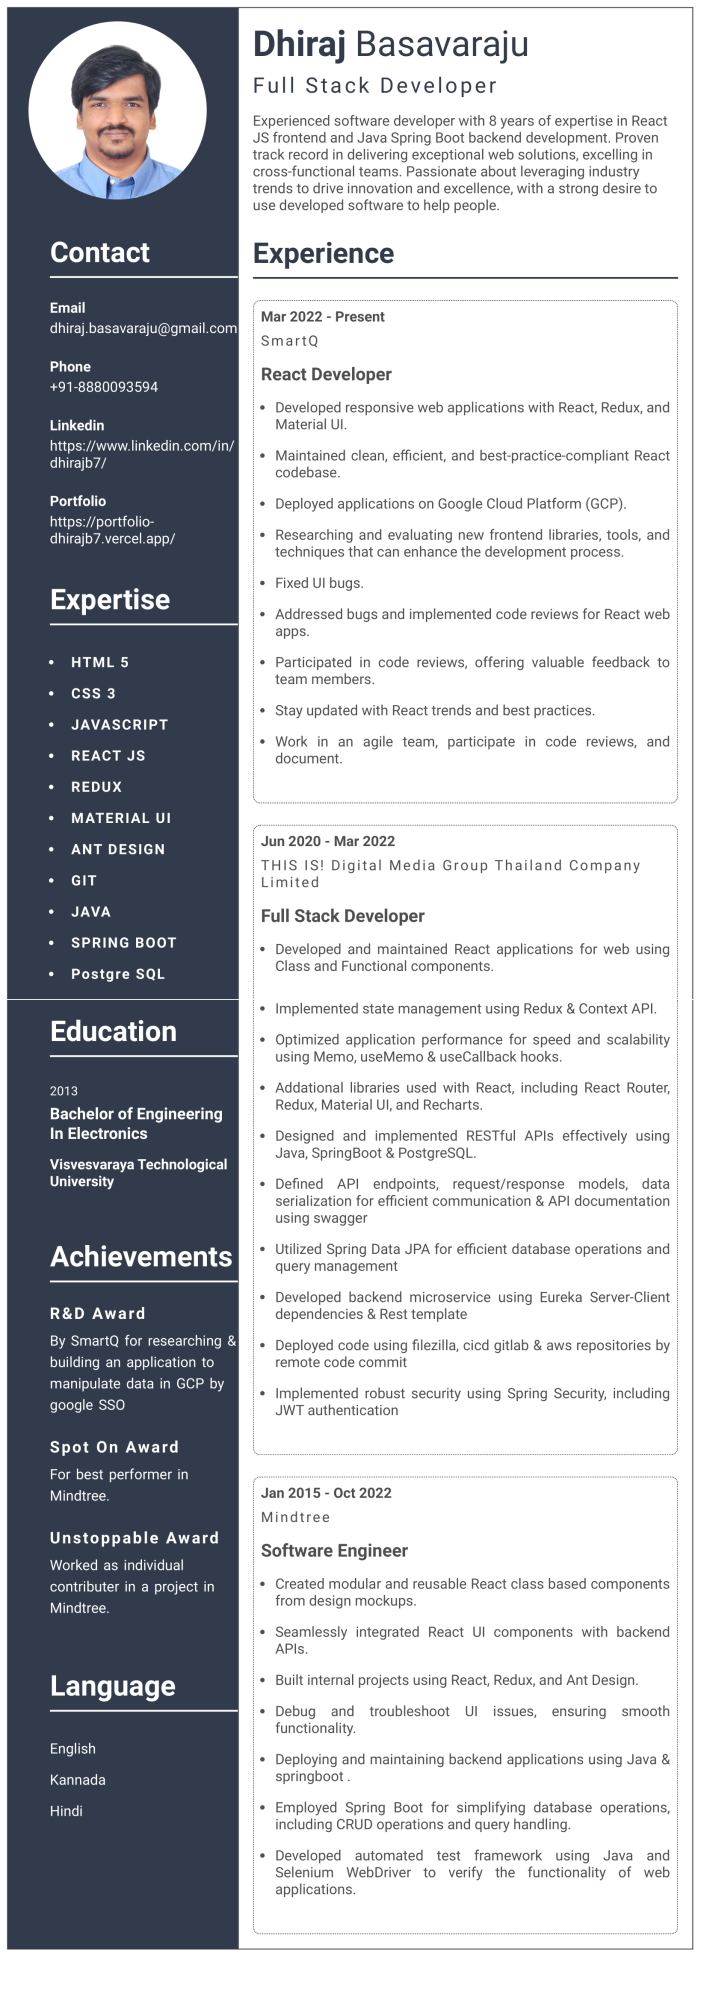 Dhiraj Basavaraju
Full Stack Developer
Experienced software developer with 8 years of expertise in React
JS frontend and Java Spring Boot backend development. Proven
track record in delivering exceptional web solutions, excelling in
cross-functional teams. Passionate about leveraging industry
trends to drive innovation and excellence, with a strong desire to
use developed software to help people.
Contact
Email
dhiraj.basavaraju@gmail.com
Phone
+91-8880093594
Linkedin
https://www.linkedin.com/in/
dhirajb7/
Portfolio
https://portfolio-
dhirajb7.vercel.app/
Expertise
• HTML 5
• CSS 3
• JAVASCRIPT
• REACT JS
• REDUX
• MATERIAL UI
• ANT DESIGN
• GIT
• JAVA
• SPRING BOOT
• Postgre SQL
Education
2013
Bachelor of Engineering
In Electronics
Visvesvaraya Technological
University
Achievements
R&D Award
By SmartQ for researching &
building an application to
manipulate data in GCP by
google SSO
Spot On Award
For best performer in
Mindtree.
Unstoppable Award
Worked as individual
contributer in a project in
Mindtree.
Language
English
Kannada
Hindi
Experience
Mar 2022 - Present
SmartQ
React Developer
• Developed responsive web applications with React, Redux, and
Material UI.
• Maintained clean, efficient, and best-practice-compliant React
codebase.
• Deployed applications on Google Cloud Platform (GCP).
• Researching and evaluating new frontend libraries, tools, and
techniques that can enhance the development process.
• Fixed UI bugs.
• Addressed bugs and implemented code reviews for React web
apps.
• Participated in code reviews, offering valuable feedback to
team members.
• Stay updated with React trends and best practices.
• Work in an agile team, participate in code reviews, and
document.
Jun 2020 - Mar 2022
THIS IS! Digital Media Group Thailand Company
Limited
Full Stack Developer
• Developed and maintained React applications for web using
Class and Functional components.
• Implemented state management using Redux & Context API.
• Optimized application performance for speed and scalability
using Memo, useMemo & useCallback hooks.
• Addational libraries used with React, including React Router,
Redux, Material UI, and Recharts.
• Designed and implemented RESTful APIs effectively using
Java, SpringBoot & PostgreSQL.
• Defined API endpoints, request/response models, data
serialization for efficient communication & API documentation
using swagger
• Utilized Spring Data JPA for efficient database operations and
query management
• Developed backend microservice using Eureka Server-Client
dependencies & Rest template
• Deployed code using filezilla, cicd gitlab & aws repositories by
remote code commit
• Implemented robust security using Spring Security, including
JWT authentication
Jan 2015 - Oct 2022
Mindtree
Software Engineer
• Created modular and reusable React class based components
from design mockups.
• Seamlessly integrated React UI components with backend
APIs.
• Built internal projects using React, Redux, and Ant Design.
• Debug and troubleshoot UI issues, ensuring smooth
functionality.
• Deploying and maintaining backend applications using Java &
springboot .
• Employed Spring Boot for simplifying database operations,
including CRUD operations and query handling.
• Developed automated test framework using Java and
Selenium WebDriver to verify the functionality of web
applications.